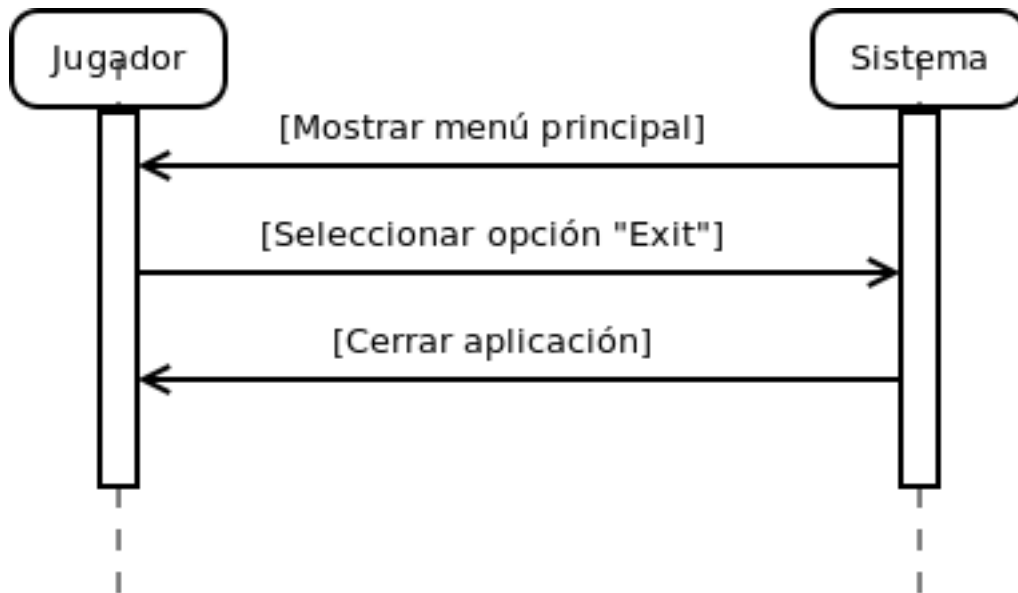 Jugador
Sistema
[Mostrar menú principal]
[Seleccionar opción "Exit"]
[Cerrar aplicación]